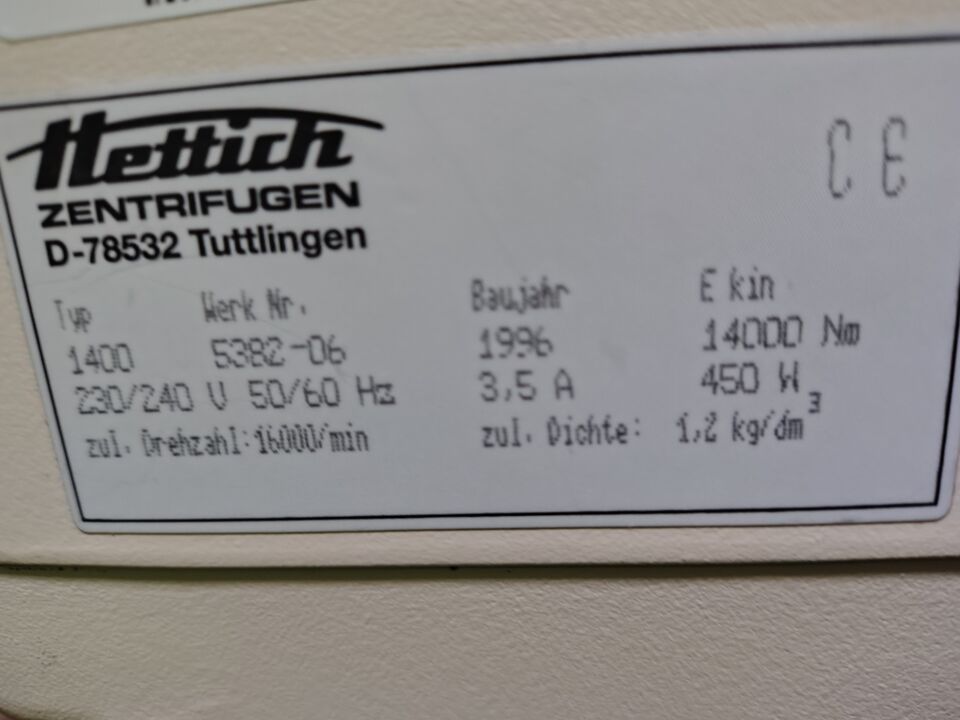 Hettich
ZENTRIFUGEN
D-78532 Tuttlingen
CE
Typ Werk Nr. Baujahr E kin
1400 5382-06 1996 14000 Nm
230/240 V 50/60 Hz 3,5 A 450 W
zul. Drehzahl:16000/min zul. Dichte: 1,2 kg/dm³